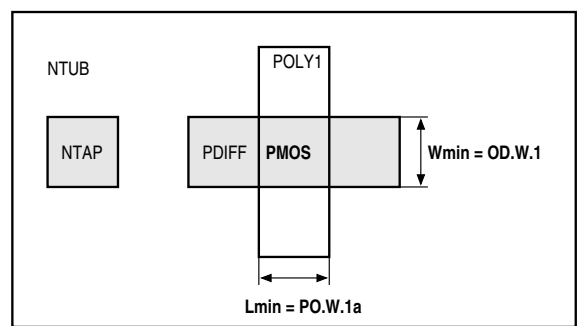 POLY1
NTUB
NTAP
PDIFF
PMOS
Wmin = OD.W.1
Lmin = PO.W.1a